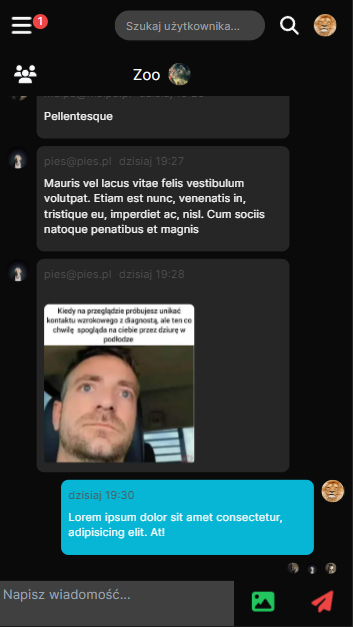 1
Szukaj użytkownika...
Zoo
Pellentesque
pies@pies.pl dzisiaj 19:27
Mauris vel lacus vitae felis vestibulum
volutpat. Etiam est nunc, venenatis in,
tristique eu, imperdiet ac, nisl. Cum sociis
natoque penatibus et magnis
pies@pies.pl dzisiaj 19:28
Kiedy na przeglądzie próbujesz unikać
kontaktu wzrokowego z diagnostą, ale ten co
chwilę spogląda na ciebie przez dziurę w
podłodze
dzisiaj 19:30
Lorem ipsum dolor sit amet consectetur,
adipisicing elit. At!
Napisz wiadomość...